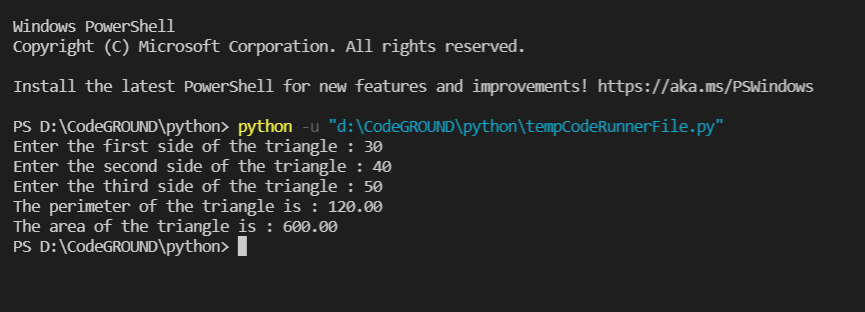 Windows PowerShell
Copyright (C) Microsoft Corporation. All rights reserved.
Install the latest PowerShell for new features and improvements! https://aka.ms/PSWindows
PS D:\CodeGROUND\python> python -u "d:\CodeGROUND\python\tempCodeRunnerFile.py"
Enter the first side of the triangle : 30
Enter the second side of the triangle : 40
Enter the third side of the triangle : 50
The perimeter of the triangle is : 120.00
The area of the triangle is : 600.00
PS D:\CodeGROUND\python>